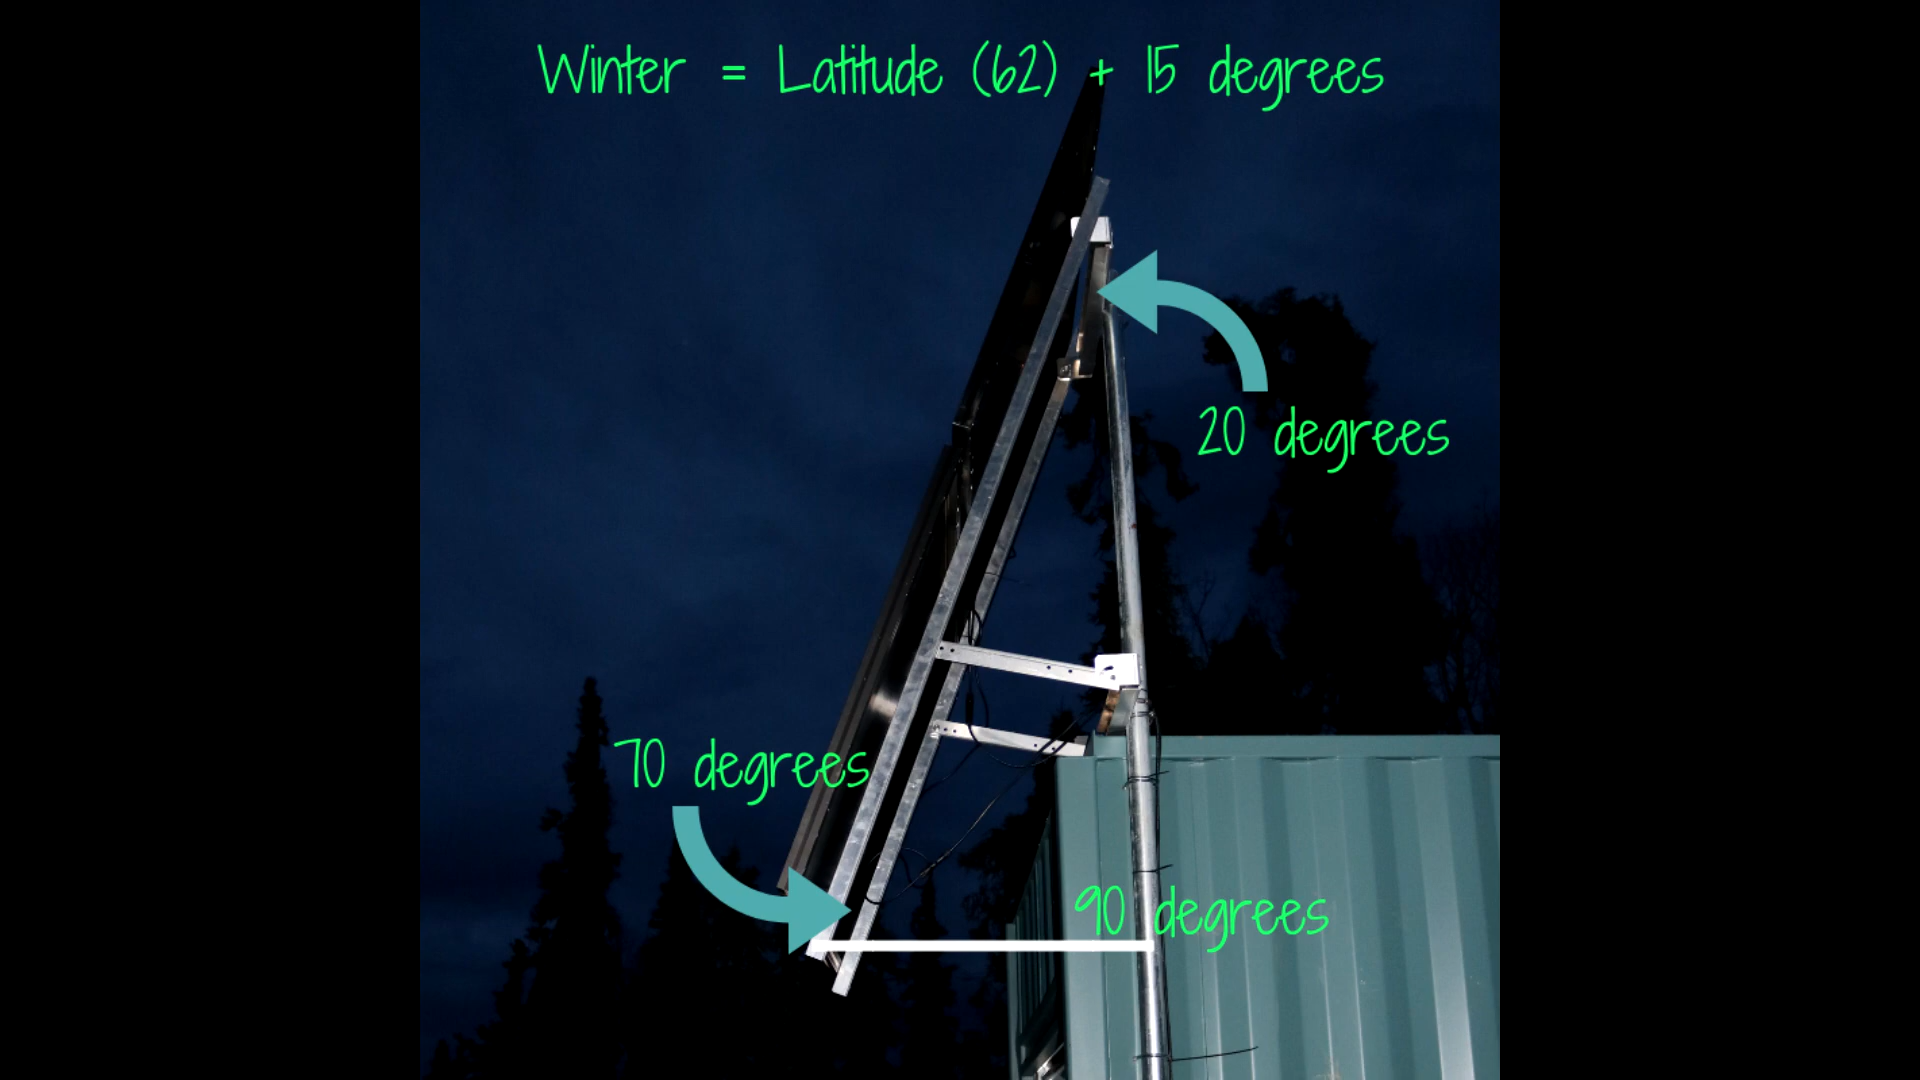 Winter = Latitude (62) + 15 degrees
20 degrees
70 degrees
90 degrees